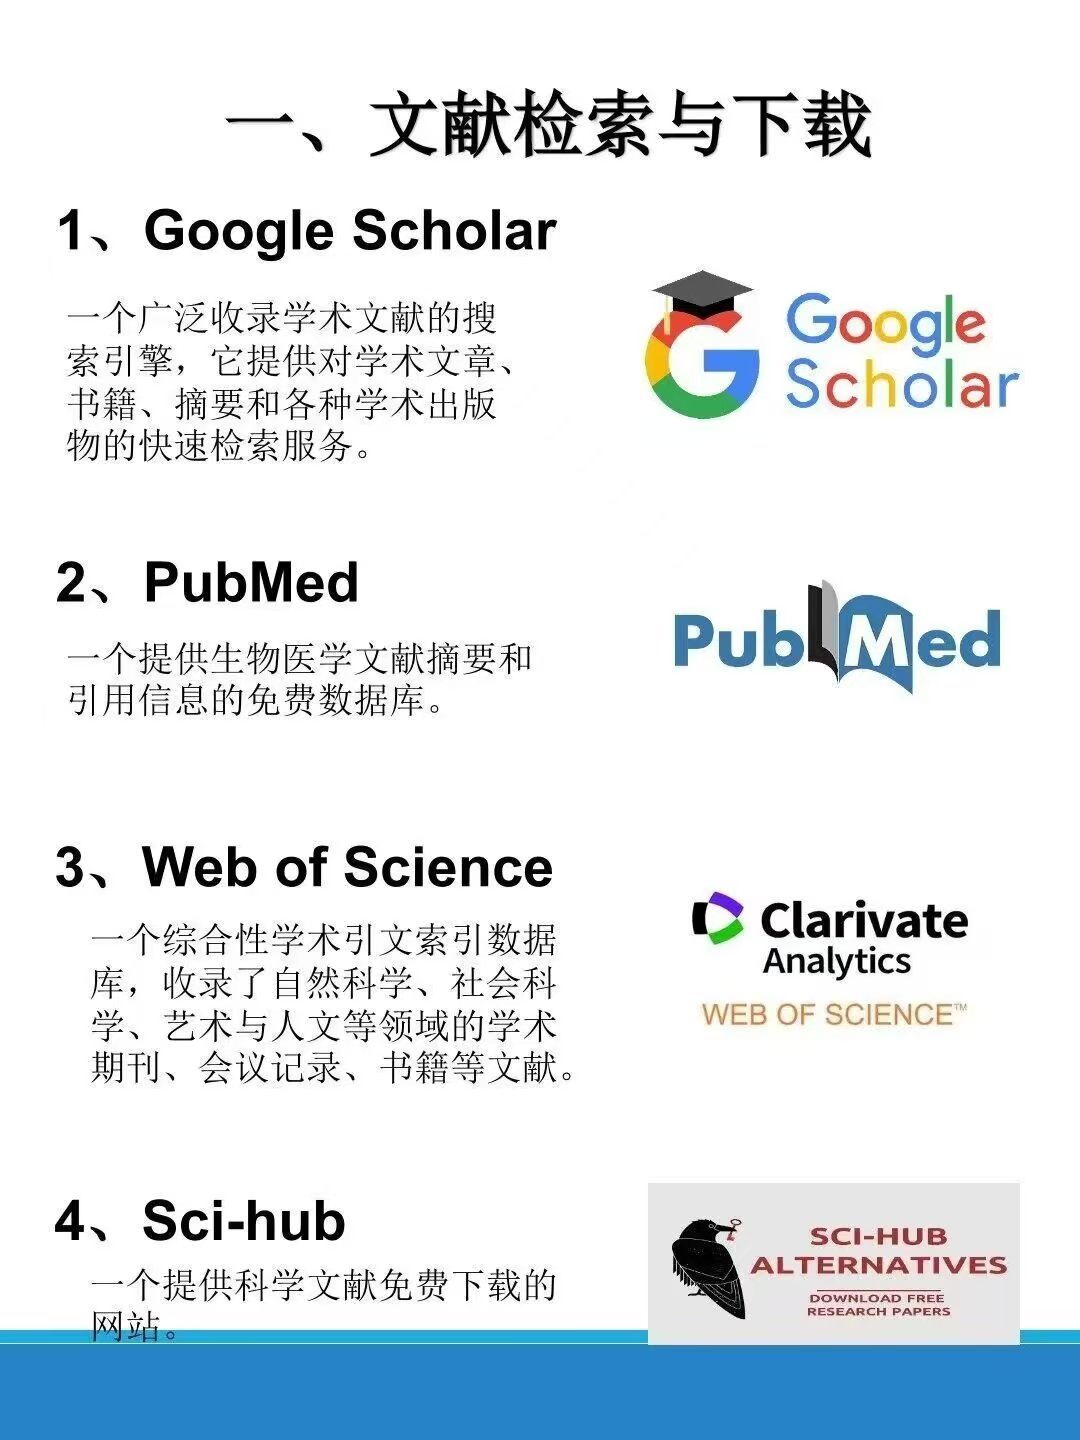 一、文献检索与下载
1、Google Scholar
一个广泛收录学术文献的搜
索引擎，它提供对学术文章、
书籍、摘要和各种学术出版
物的快速检索服务。
Google
Scholar
2、PubMed
一个提供生物医学文献摘要和
引用信息的免费数据库。
PubMed
3、Web of Science
一个综合性学术引文索引数据
库，收录了自然科学、社会科
学、艺术与人文等领域的学术
期刊、会议记录、书籍等文献。
Clarivate
Analytics
WEB OF SCIENCE™
4、Sci-hub
一个提供科学文献免费下载的
网站。
SCI-HUB
ALTERNATIVES
DOWNLOAD FREE
RESEARCH PAPERS